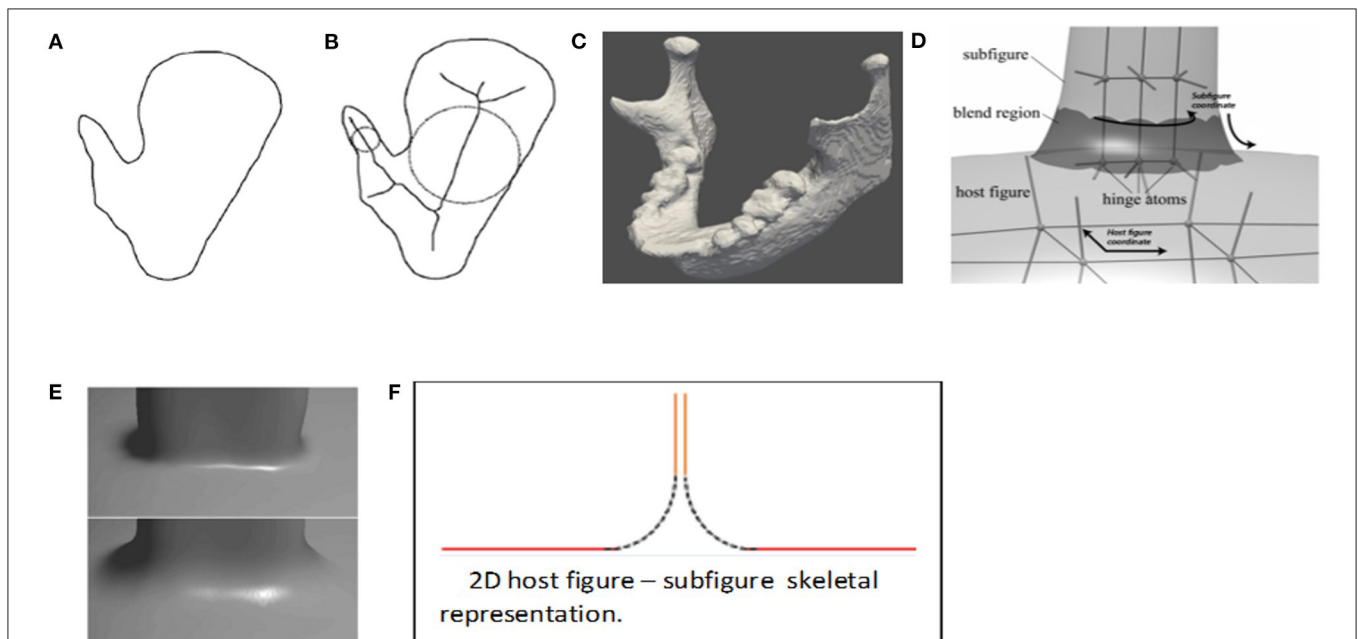 A
B
C
D
subfigure
Subfigure
coordinate
blend region
hinge atoms
host figure
Host figure
coordinate
E
F
2D host figure – subfigure skeletal
representation.